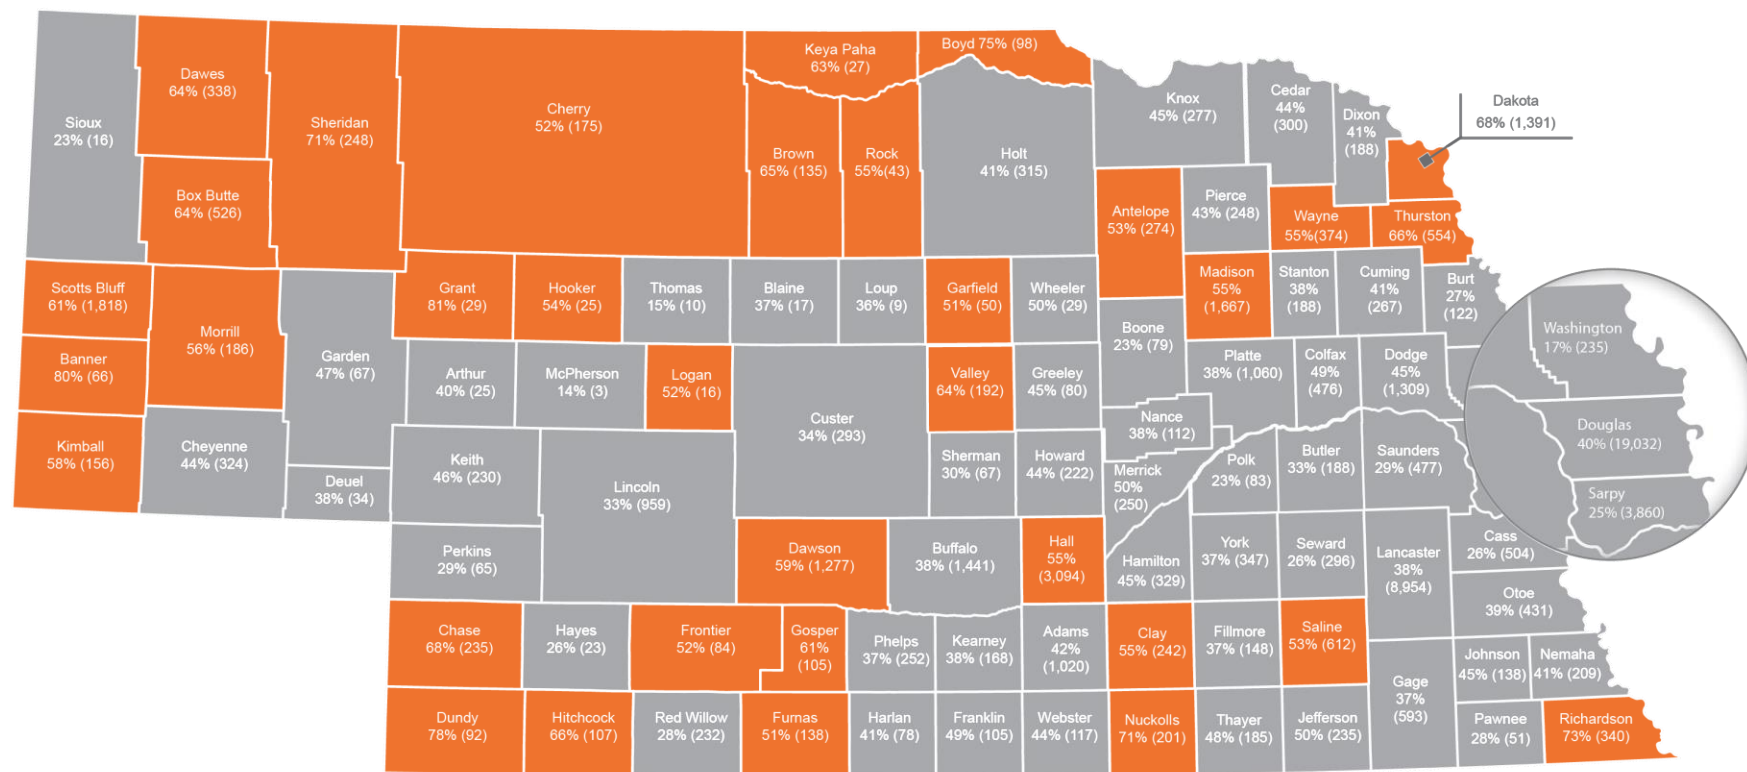 Dawes
64% (338)
Sioux
23% (16)
Box Butte
64% (526)
Sheridan
71% (248)
Cherry
52% (175)
Keya Paha
63% (27)
Boyd 75% (98)
Brown
65% (135)
Rock
55%(43)
Holt
41% (315)
Knox
45% (277)
Cedar
44%
(300)
Dixon
41%
(188)
Dakota
68% (1,391)
Antelope
53% (274)
Pierce
43% (248)
Wayne
55%(374)
Thurston
66% (554)
Scotts Bluff
61% (1,818)
Morrill
56% (186)
Garden
47% (67)
Grant
81% (29)
Hooker
54% (25)
Thomas
15% (10)
Blaine
37% (17)
Loup
36% (9)
Garfield
51% (50)
Wheeler
50% (29)
Madison
55%
(1,667)
Stanton
38%
(188)
Cuming
41%
(267)
Burt
27%
(122)
Banner
80% (66)
Boone
23% (79)
Washington
17% (235)
Arthur
40% (25)
McPherson
14% (3)
Logan
52% (16)
Custer
34% (293)
Valley
64% (192)
Greeley
45% (80)
Platte
38% (1,060)
Colfax
49%
(476)
Dodge
45%
(1,309)
Kimball
58% (156)
Cheyenne
44% (324)
Nance
38% (112)
Douglas
40% (19,032)
Deuel
38% (34)
Keith
46% (230)
Lincoln
33% (959)
Sherman
30% (67)
Howard
44% (222)
Merrick
50%
(250)
Polk
23% (83)
Butler
33% (188)
Saunders
29% (477)
Sarpy
25% (3,860)
Perkins
29% (65)
Dawson
59% (1,277)
Buffalo
38% (1,441)
Hall
55%
(3,094)
Hamilton
45% (329)
York
37% (347)
Seward
26% (296)
Lancaster
38%
(8,954)
Cass
26% (504)
Otoe
39% (431)
Chase
68% (235)
Hayes
26% (23)
Frontier
52% (84)
Gosper
61%
(105)
Phelps
37% (252)
Kearney
38% (168)
Adams
42%
(1,020)
Clay
55% (242)
Fillmore
37% (148)
Saline
53% (612)
Gage
37%
(593)
Johnson
45% (138)
Nemaha
41% (209)
Dundy
78% (92)
Hitchcock
66% (107)
Red Willow
28% (232)
Furnas
51% (138)
Harlan
41% (78)
Franklin
49% (105)
Webster
44% (117)
Nuckolls
71% (201)
Thayer
48% (185)
Jefferson
50% (235)
Pawnee
28% (51)
Richardson
73% (340)